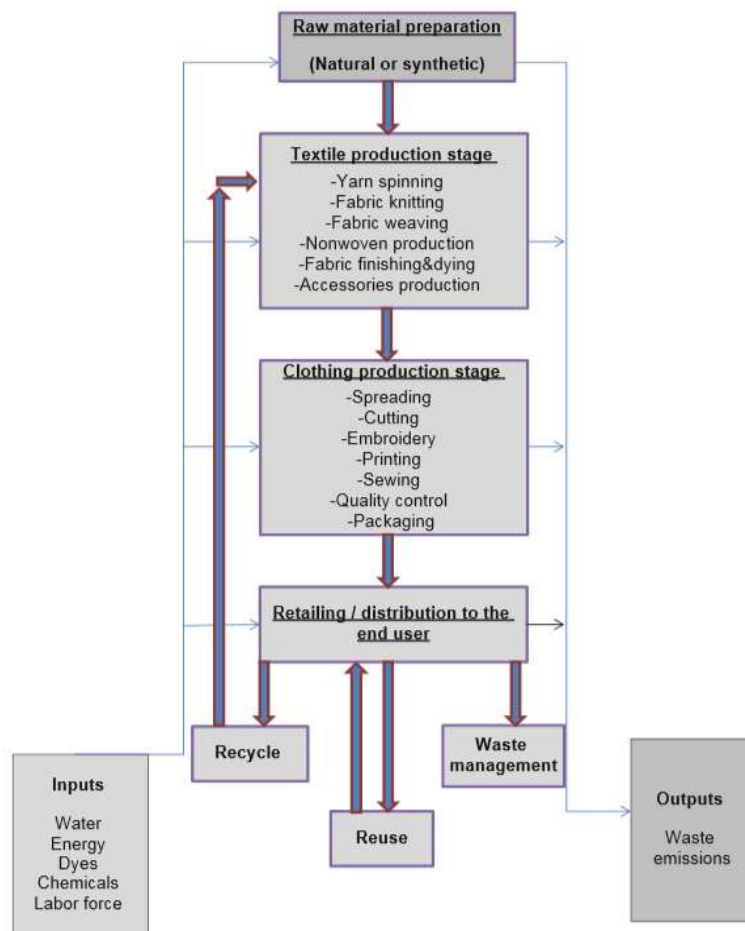 Raw material preparation
(Natural or synthetic)
Textile production stage
-Yarn spinning
-Fabric knitting
-Fabric weaving
-Nonwoven production
-Fabric finishing&dying
-Accessories production
Clothing production stage
-Spreading
-Cutting
-Embroidery
-Printing
-Sewing
-Quality control
-Packaging
Retailing / distribution to the
end user
Recycle
Waste
management
Reuse
Inputs
Water
Energy
Dyes
Chemicals
Labor force
Outputs
Waste
emissions